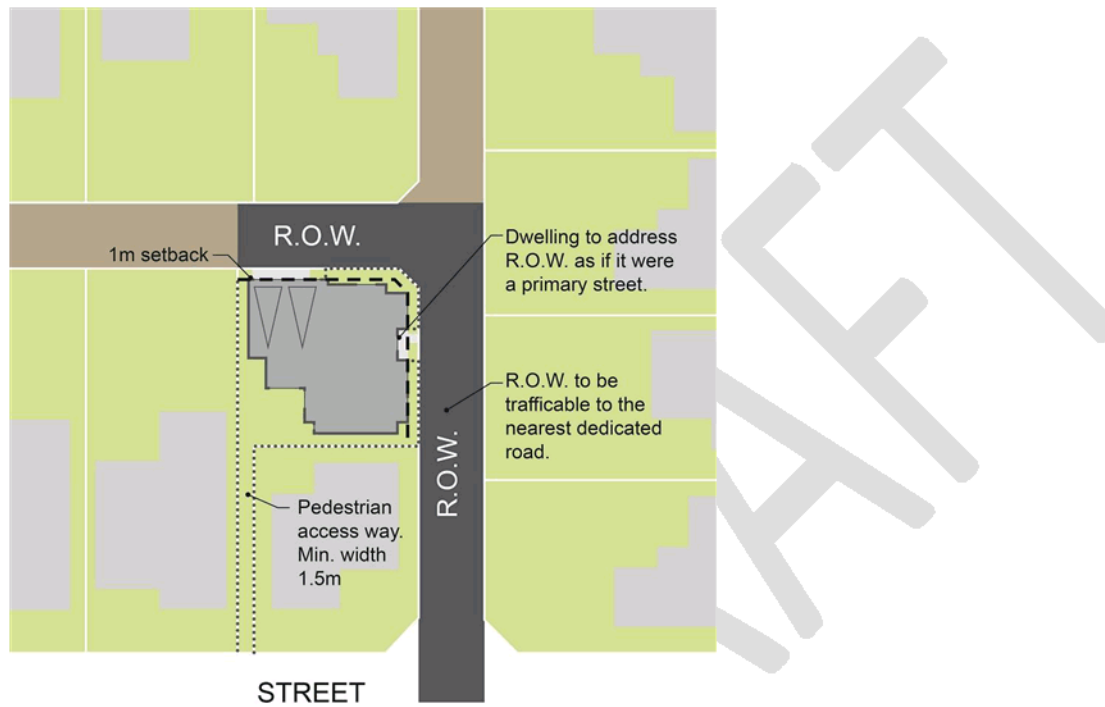 R.O.W.
1m setback
Dwelling to address
R.O.W. as if it were
a primary street.
R.O.W. to be
trafficable to the
nearest dedicated
road.
R.O.W.
Pedestrian
access way.
Min. width
1.5m
STREET
AFT